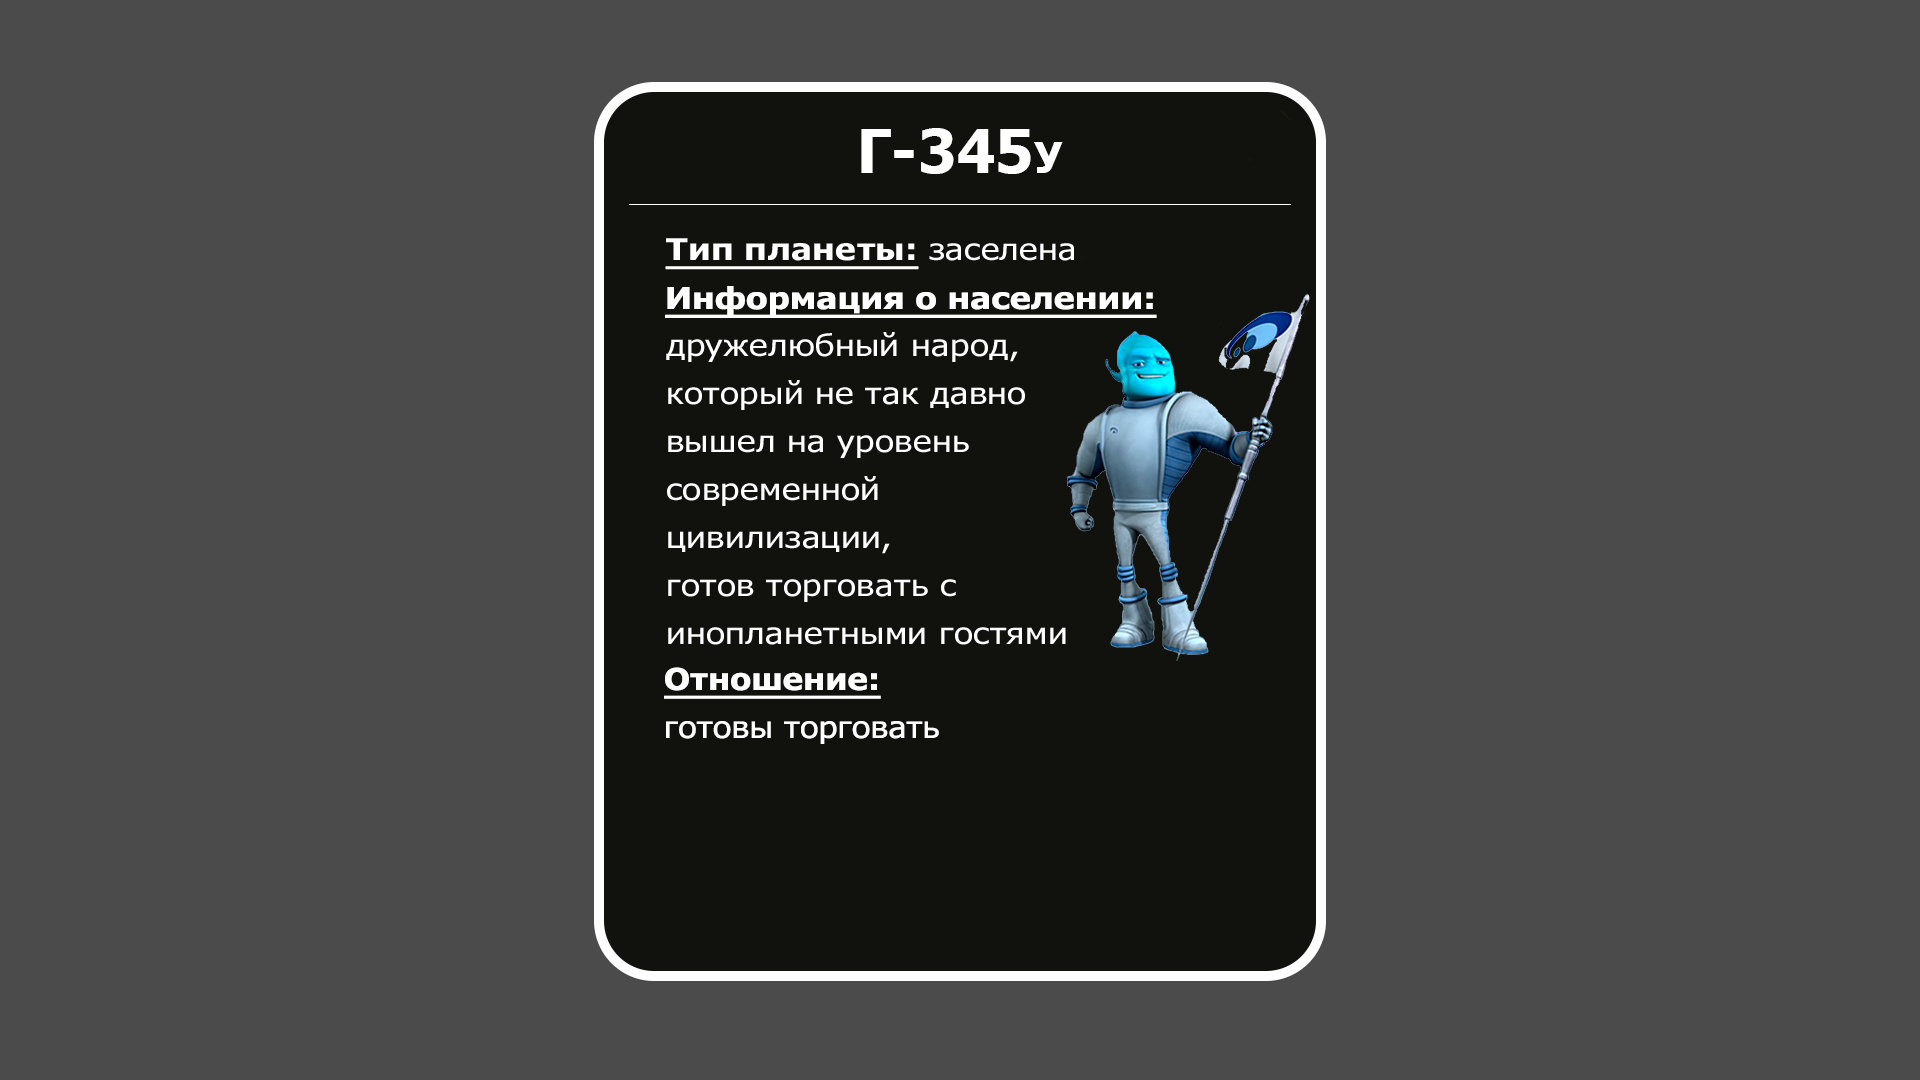 Г-345У
Тип планеты: заселена
Информация о населении:
дружелюбный народ,
который не так давно
вышел на уровень
современной
цивилизации,
готов торговать с
инопланетными гостями
Отношение:
готовы торговать